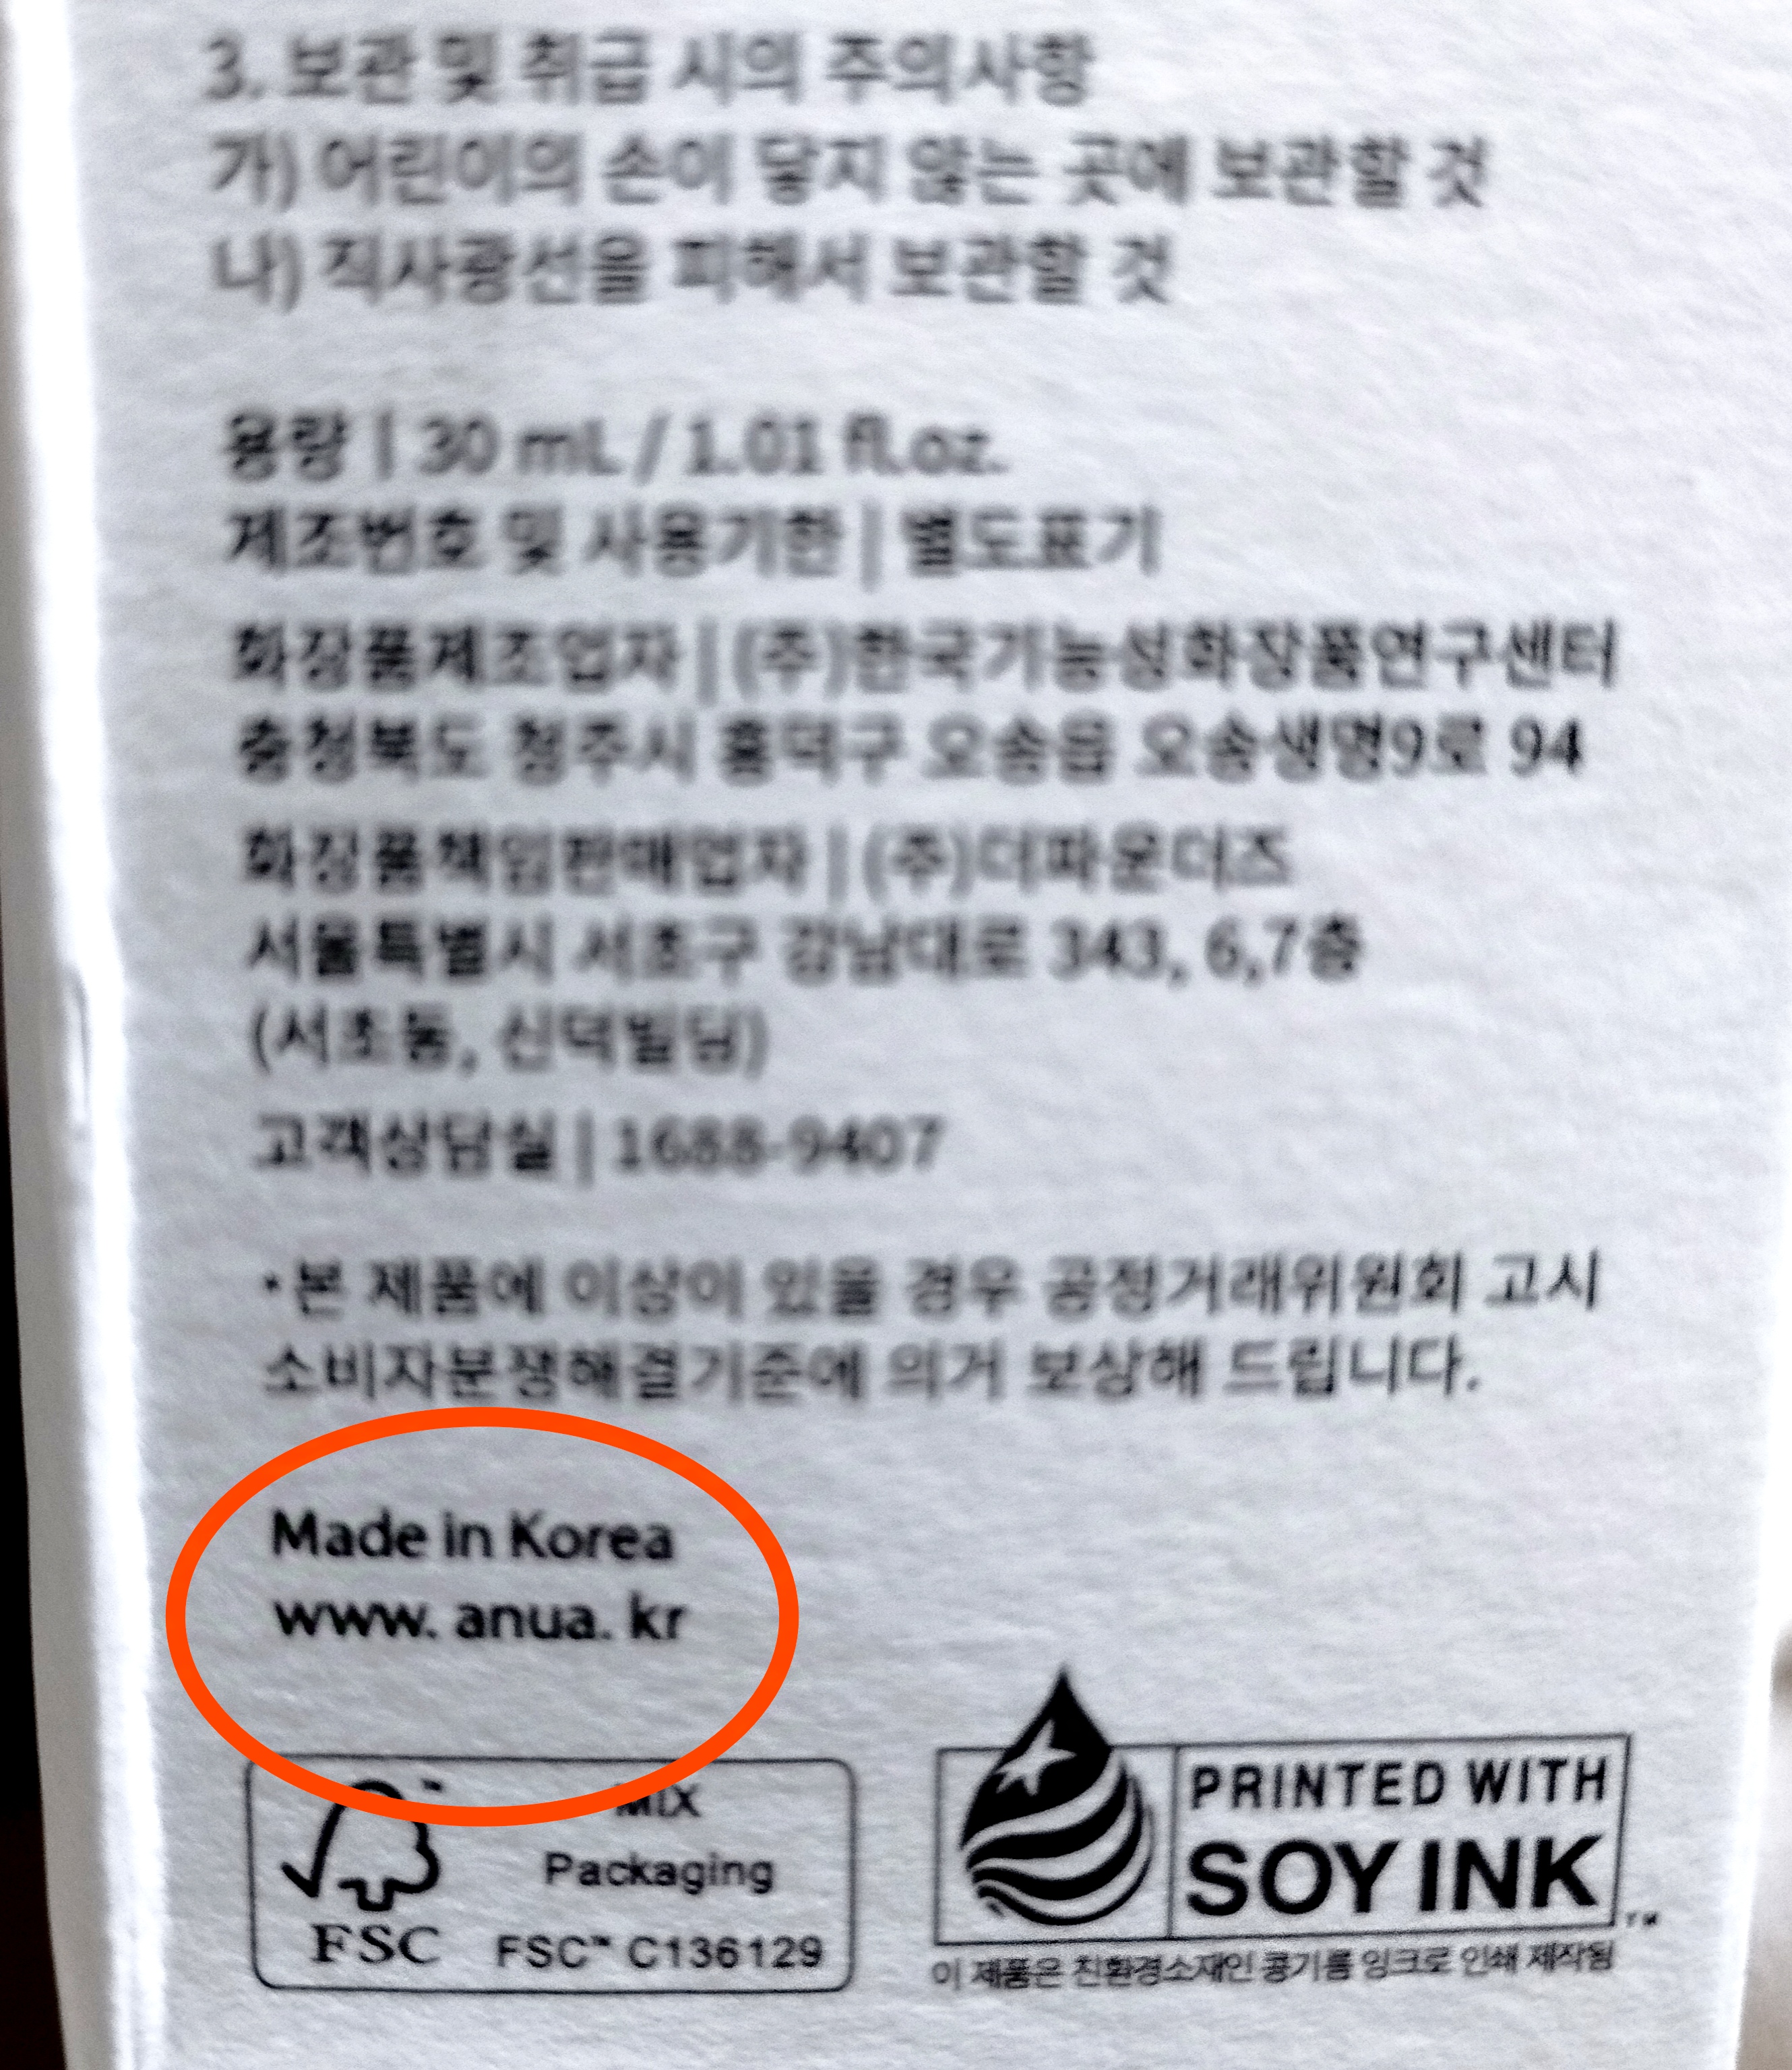 3. 보관 및 취급 시의 주의사항
가) 어린이의 손이 닿지 않는 곳에 보관할 것
나) 직사광선을 피해서 보관할 것
용량 | 30 mL / 1.01 fl.oz.
제조번호 및 사용기한 | 별도표기
화장품제조업자 | (주)한국기능성화장품연구센터
충청북도 청주시 흥덕구 오송읍 오송생명9로 94
화장품책임판매업자 | (주)더파운더즈
서울특별시 서초구 강남대로 343, 6,7층
(서초동, 신덕빌딩)
고객상담실 | 1688-9407
• 본 제품에 이상이 있을 경우 공정거래위원회 고시
소비자분쟁해결기준에 의거 보상해 드립니다.
Made in Korea
www. anua. kr
MIX
Packaging
FSC
FSC™ C136129
PRINTED WITH
SOY INK
™
이 제품은 친환경소재인 콩기름 잉크로 인쇄 제작됨